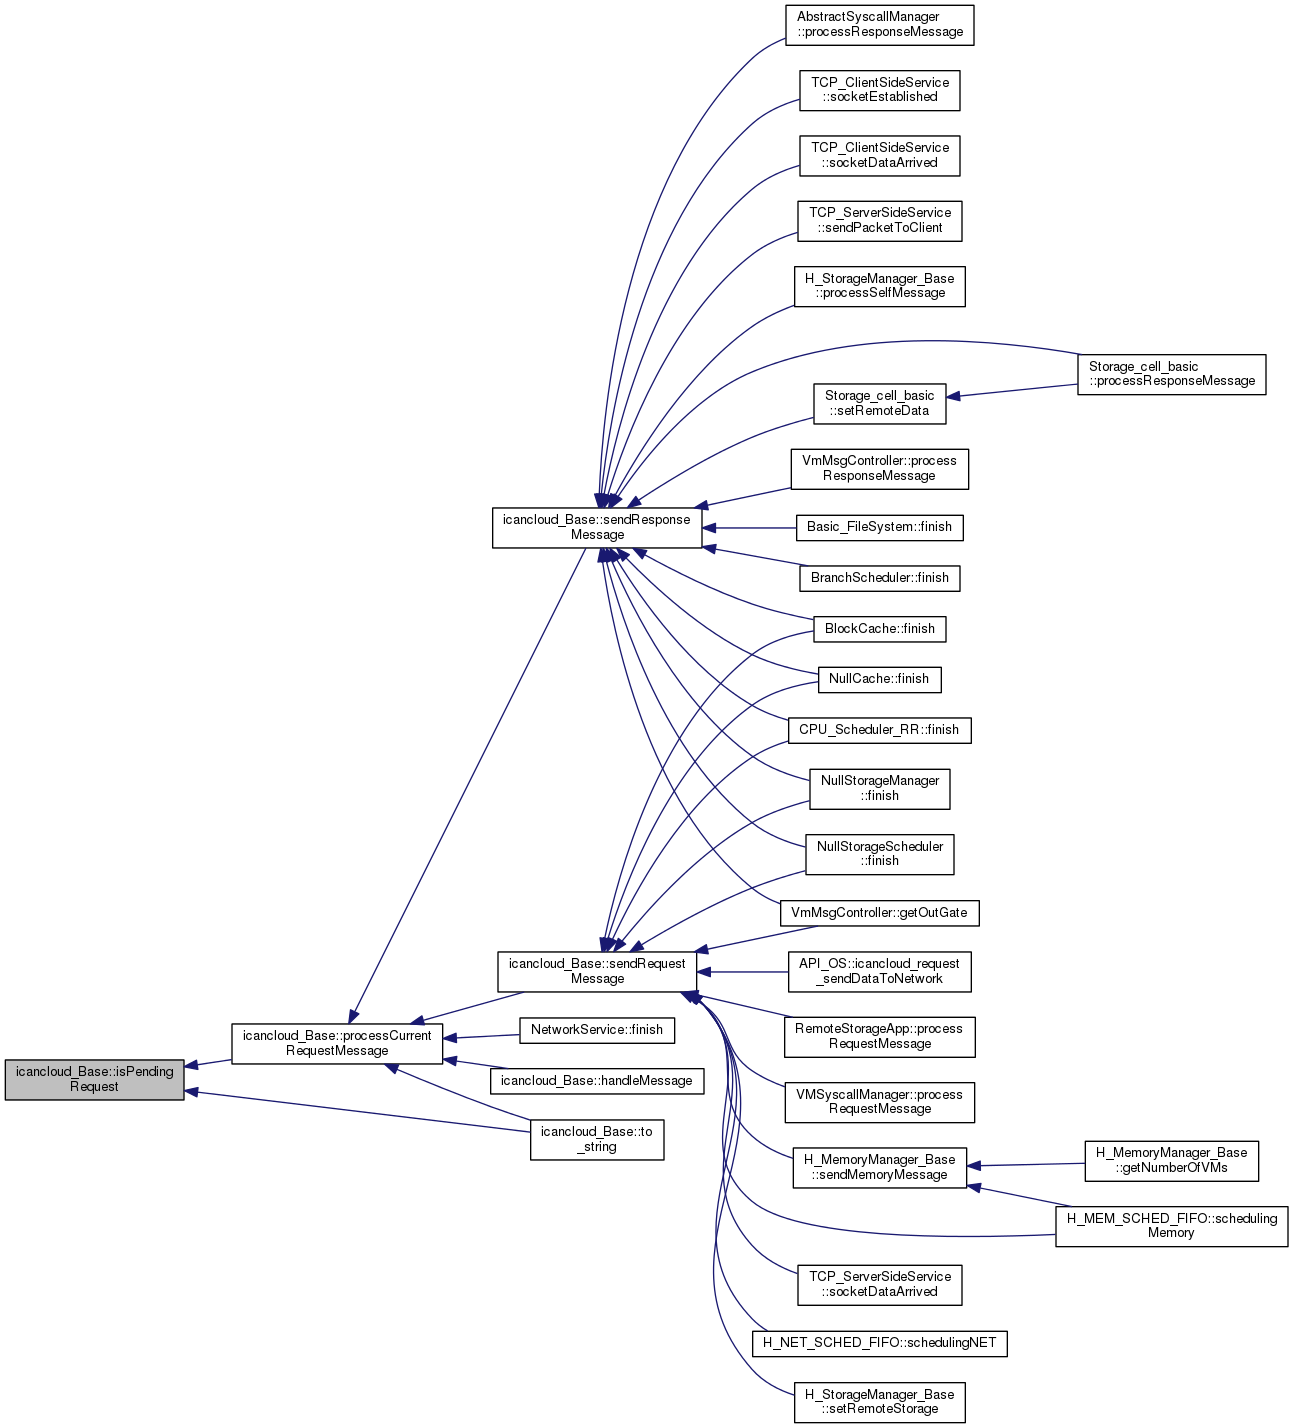 AbstractSyscallManager
::processResponseMessage
TCP_ClientSideService
::socketEstablished
TCP_ClientSideService
::socketDataArrived
TCP_ServerSideService
::sendPacketToClient
H_StorageManager_Base
::processSelfMessage
Storage_cell_basic
::processResponseMessage
Storage_cell_basic
::setRemoteData
VmMsgController::process
ResponseMessage
icancloud_Base::sendResponse
Message
Basic_FileSystem::finish
BranchScheduler::finish
BlockCache::finish
NullCache::finish
CPU_Scheduler_RR::finish
NullStorageManager
::finish
NullStorageScheduler
::finish
VmMsgController::getOutGate
icancloud_Base::sendRequest
Message
API_OS::icancloud_request
_sendDataToNetwork
icancloud_Base::processCurrent
RequestMessage
NetworkService::finish
RemoteStorageApp::process
RequestMessage
icancloud_Base::isPending
Request
icancloud_Base::handleMessage
VMSyscallManager::process
RequestMessage
icancloud_Base::to
_string
H_MemoryManager_Base
::sendMemoryMessage
H_MemoryManager_Base
::getNumberOfVMs
H_MEM_SCHED_FIFO::scheduling
Memory
TCP_ServerSideService
::socketDataArrived
H_NET_SCHED_FIFO::schedulingNET
H_StorageManager_Base
::setRemoteStorage